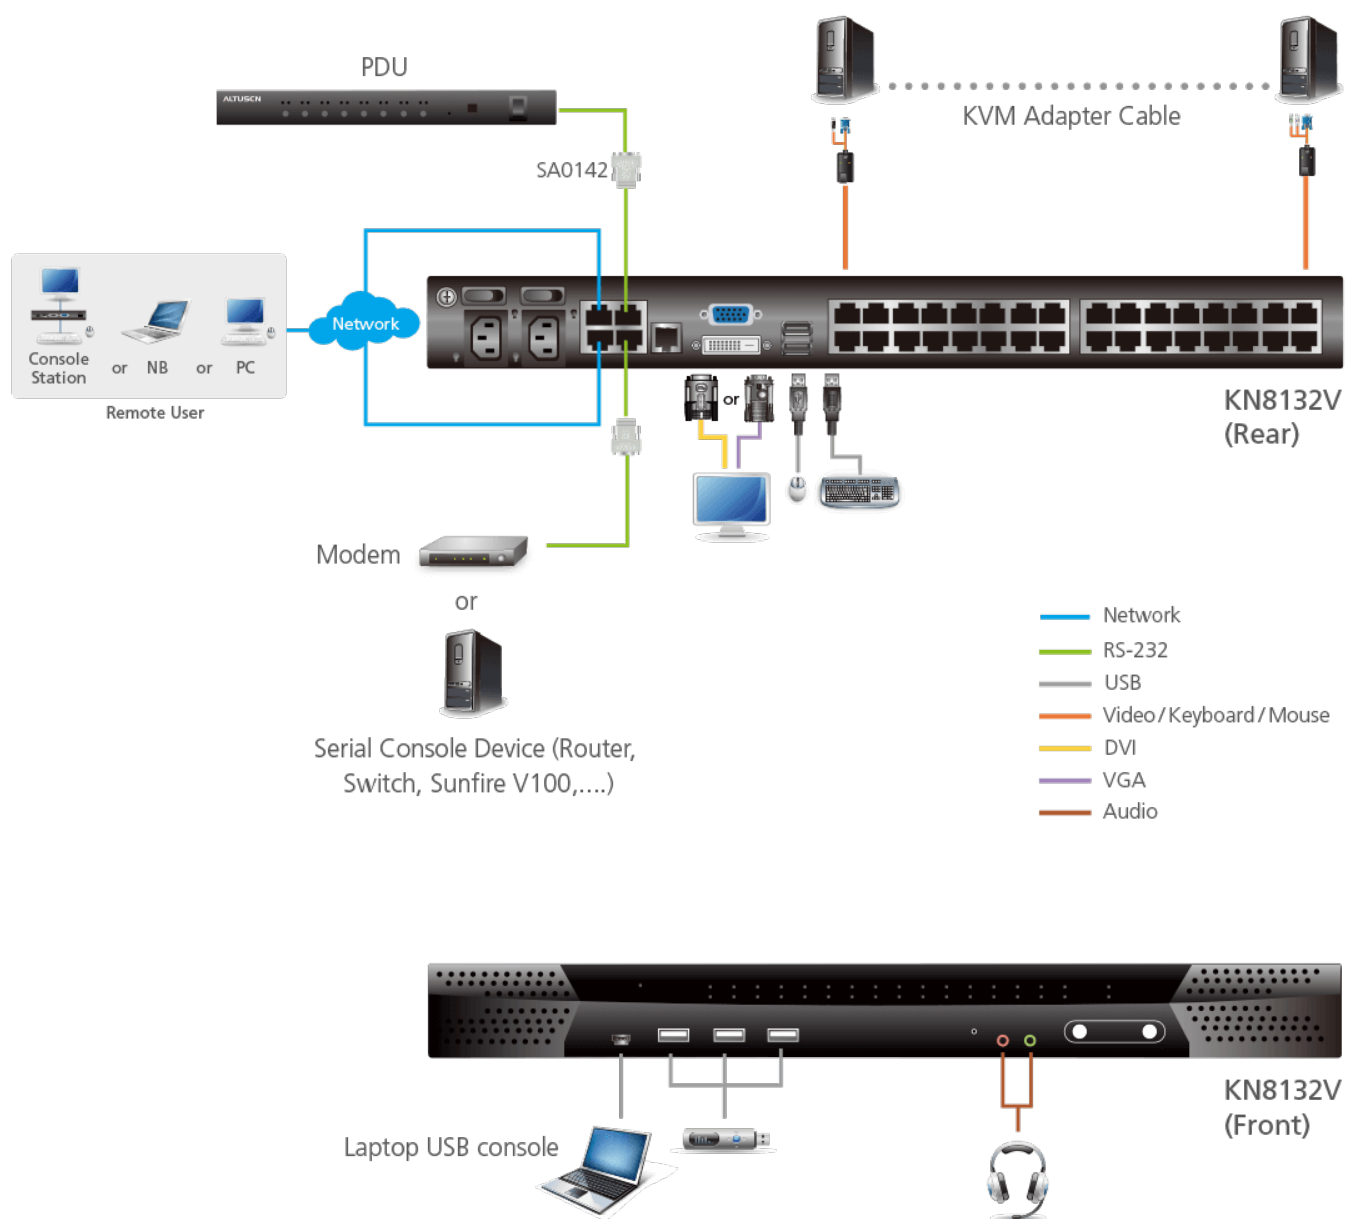 PDU
ALTUSCN
KVM Adapter Cable
SA0142
Network
Console
Station
or
NB
or
PC
Remote User
or
KN8132V
(Rear)
Modem
or
Serial Console Device (Router,
Switch, Sunfire V100,....)
Network
RS-232
USB
Video/Keyboard/Mouse
DVI
VGA
Audio
KN8132V
(Front)
Laptop USB console